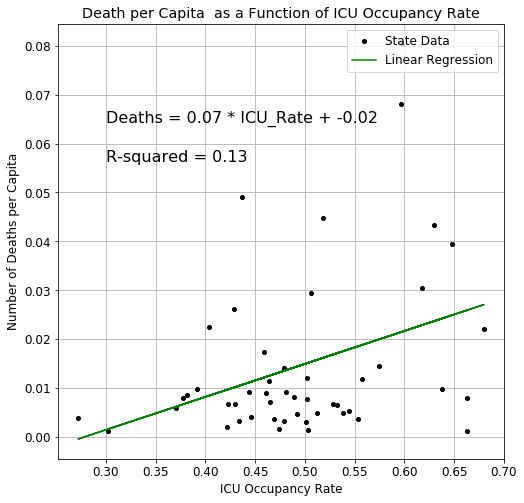 Death per Capita  as a Function of ICU Occupancy Rate
State Data
Linear Regression
Deaths = 0.07 * ICU_Rate + -0.02
R-squared = 0.13
Number of Deaths per Capita
0.08
0.07
0.06
0.05
0.04
0.03
0.02
0.01
0.00
0.30 0.35 0.40 0.45 0.50 0.55 0.60 0.65 0.70
ICU Occupancy Rate